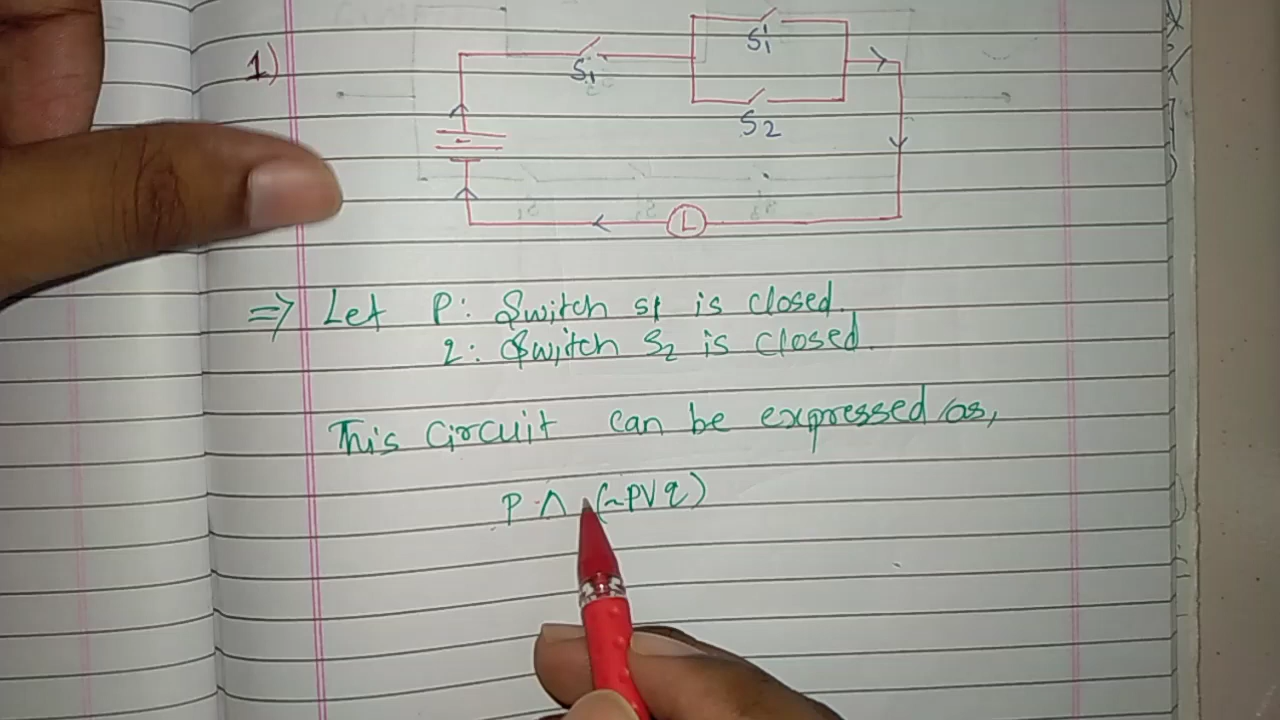 1)
S₁'
S₁
S₂
L
⇒ Let P: Switch s1 is closed.
q: Switch S₂ is closed.
This Circuit can be expressed as,
P ∧ (~P∨q)